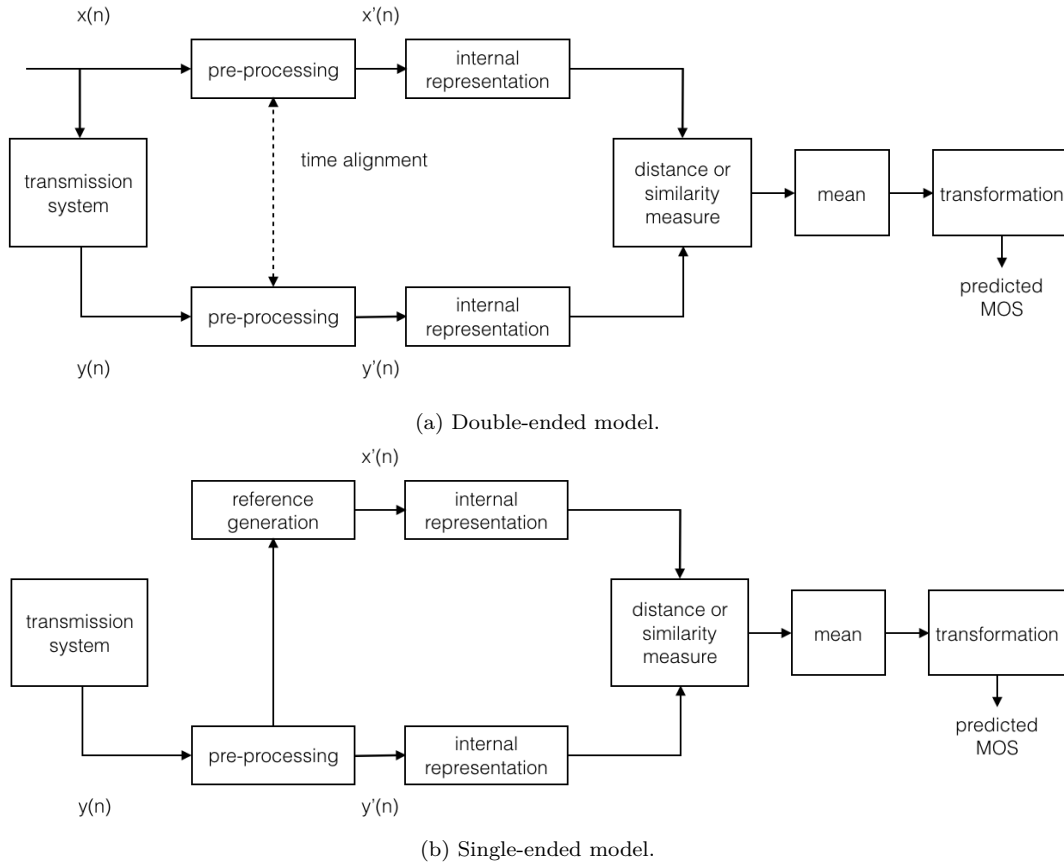 x(n)
x'(n)
pre-processing
internal
representation
time alignment
transmission
system
distance or
similarity
measure
mean
transformation
predicted
MOS
pre-processing
internal
representation
y(n)
y'(n)
(a) Double-ended model.
x'(n)
reference
generation
internal
representation
transmission
system
distance or
similarity
measure
mean
transformation
predicted
MOS
pre-processing
internal
representation
y(n)
y'(n)
(b) Single-ended model.